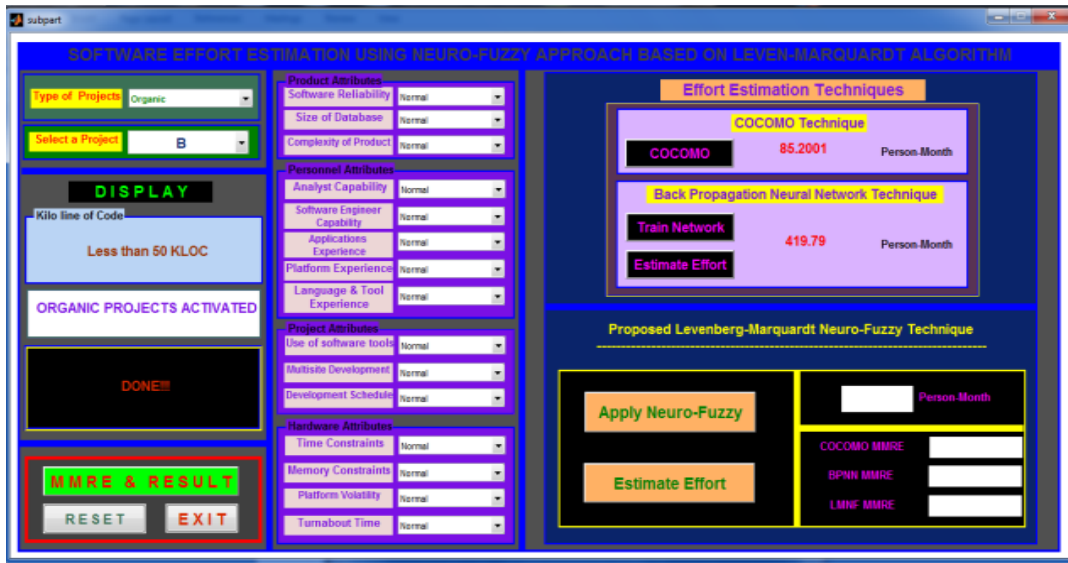 subpart
SOFTWARE EFFORT ESTIMATION USING NEURO-FUZZY APPROACH BASED ON LEVEN-MARQUARDT ALGORITHM
Type of Projects
Organic
Select a Project
B
DISPLAY
Kilo line of Code
Less than 50 KLOC
ORGANIC PROJECTS ACTIVATED
DONE!!!
MMRE & RESULT
RESET
EXIT
Product Attributes
Software Reliability
Normal
Size of Database
Normal
Complexity of Product
Normal
Personnel Attributes
Analyst Capability
Normal
Software Engineer
Capability
Normal
Applications
Experience
Normal
Platform Experience
Normal
Language & Tool
Experience
Normal
Project Attributes
Use of software tools
Normal
Multisite Development
Normal
Development Schedule
Normal
Hardware Attributes
Time Constraints
Normal
Memory Constraints
Normal
Platform Volatility
Normal
Turnabout Time
Normal
Effort Estimation Techniques
COCOMO Technique
COCOMO
85.2001
Person-Month
Back Propagation Neural Network Technique
Train Network
Estimate Effort
419.79
Person-Month
Proposed Levenberg-Marquardt Neuro-Fuzzy Technique
Apply Neuro-Fuzzy
Estimate Effort
Person-Month
COCOMO MMRE
BPNN MMRE
LMNF MMRE